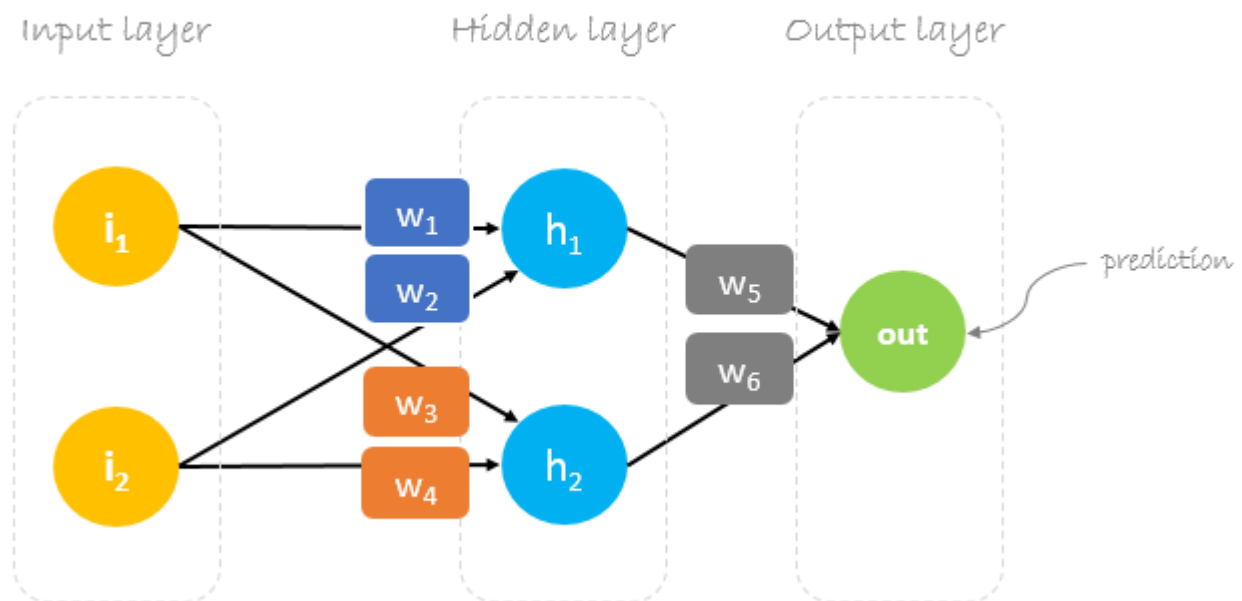 Input layer
Hidden layer
Output layer
i1
w1
h1
w2
w5
prediction
out
w6
w3
i2
w4
h2